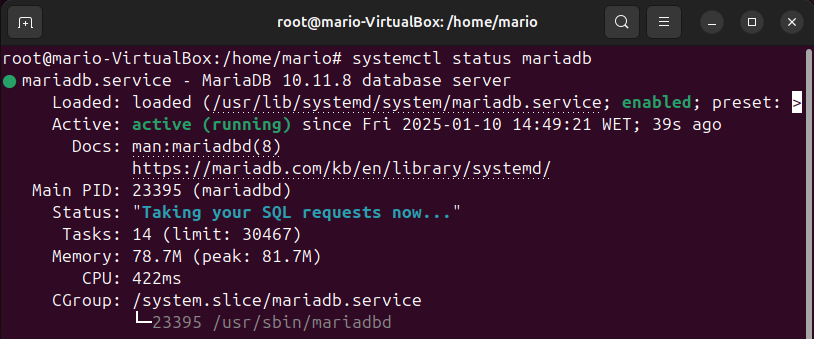 root@mario-VirtualBox: /home/mario
root@mario-VirtualBox:/home/mario# systemctl status mariadb
● mariadb.service - MariaDB 10.11.8 database server
     Loaded: loaded (/usr/lib/systemd/system/mariadb.service; enabled; preset: >
     Active: active (running) since Fri 2025-01-10 14:49:21 WET; 39s ago
       Docs: man:mariadbd(8)
             https://mariadb.com/kb/en/library/systemd/
   Main PID: 23395 (mariadbd)
     Status: "Taking your SQL requests now..."
      Tasks: 14 (limit: 30467)
     Memory: 78.7M (peak: 81.7M)
        CPU: 422ms
     CGroup: /system.slice/mariadb.service
             └─23395 /usr/sbin/mariadbd